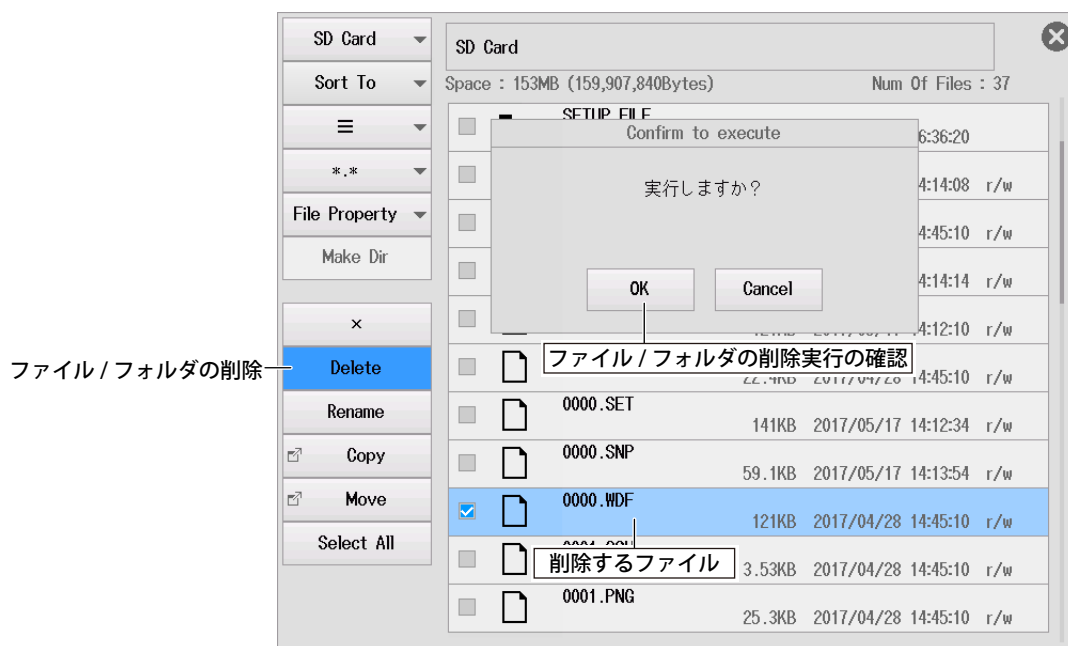 SD Card
Sort To
☰
*.*
File Property
Make Dir
×
Delete
Rename
Copy
Move
Select All
ファイル / フォルダの削除
SD Card
Space : 153MB (159,907,840Bytes) Num Of Files : 37
SETUP_FILE
6:36:20
4:14:08 r/w
4:45:10 r/w
4:14:14 r/w
4:12:10 r/w
Confirm to execute
実行しますか?
OK Cancel
ファイル / フォルダの削除実行の確認
22.4KB 2017/04/28 14:45:10 r/w
0000.SET
141KB 2017/05/17 14:12:34 r/w
0000.SNP
59.1KB 2017/05/17 14:13:54 r/w
0000.WDF
121KB 2017/04/28 14:45:10 r/w
削除するファイル
3.53KB 2017/04/28 14:45:10 r/w
0001.PNG
25.3KB 2017/04/28 14:45:10 r/w